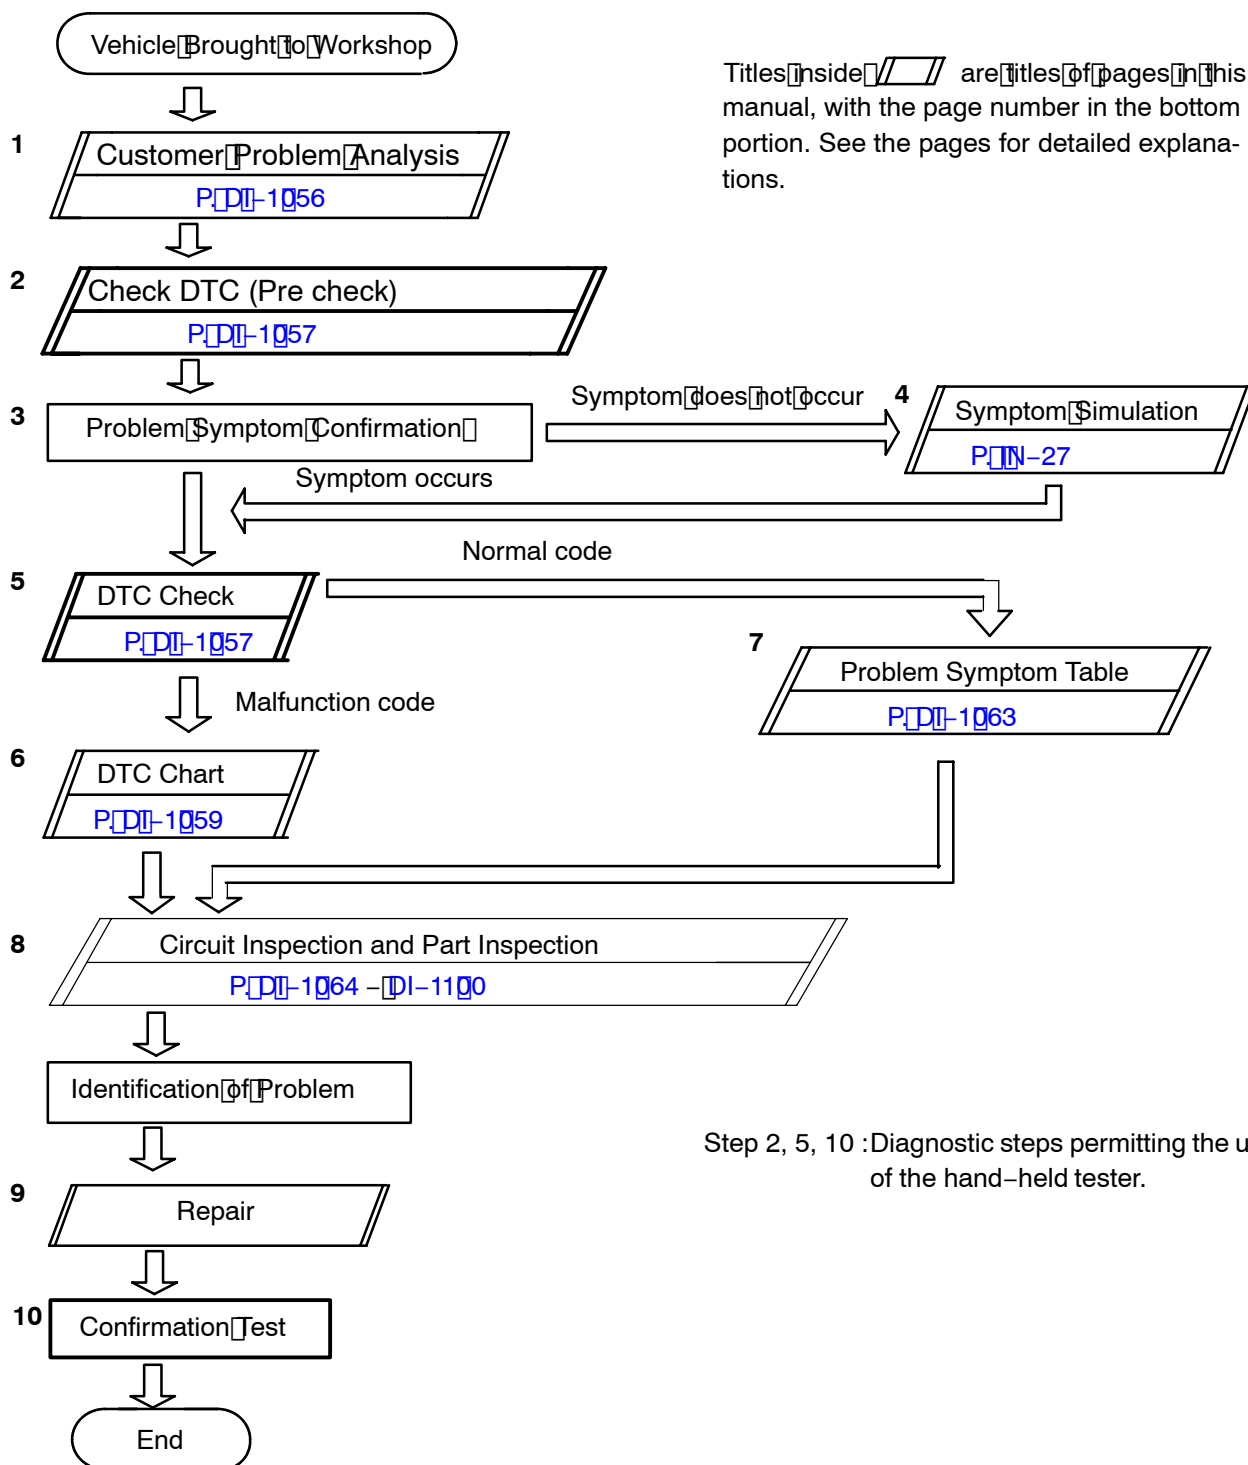 Vehicle Brought to Workshop
Titles inside are titles of pages in this
manual, with the page number in the bottom
portion. See the pages for detailed explana-
tions.
1
Customer Problem Analysis
P. DI–1056
2
Check DTC (Pre check)
P. DI–1057
3
Problem Symptom Confirmation
Symptom does not occur
4
Symptom Simulation
P. IN–27
Symptom occurs
Normal code
5
DTC Check
P. DI–1057
7
Problem Symptom Table
P. DI–1063
Malfunction code
6
DTC Chart
P. DI–1059
8
Circuit Inspection and Part Inspection
P. DI–1064 – DI–1100
Identification of Problem
Step 2, 5, 10 : Diagnostic steps permitting the u
of the hand–held tester.
9
Repair
10
Confirmation Test
End